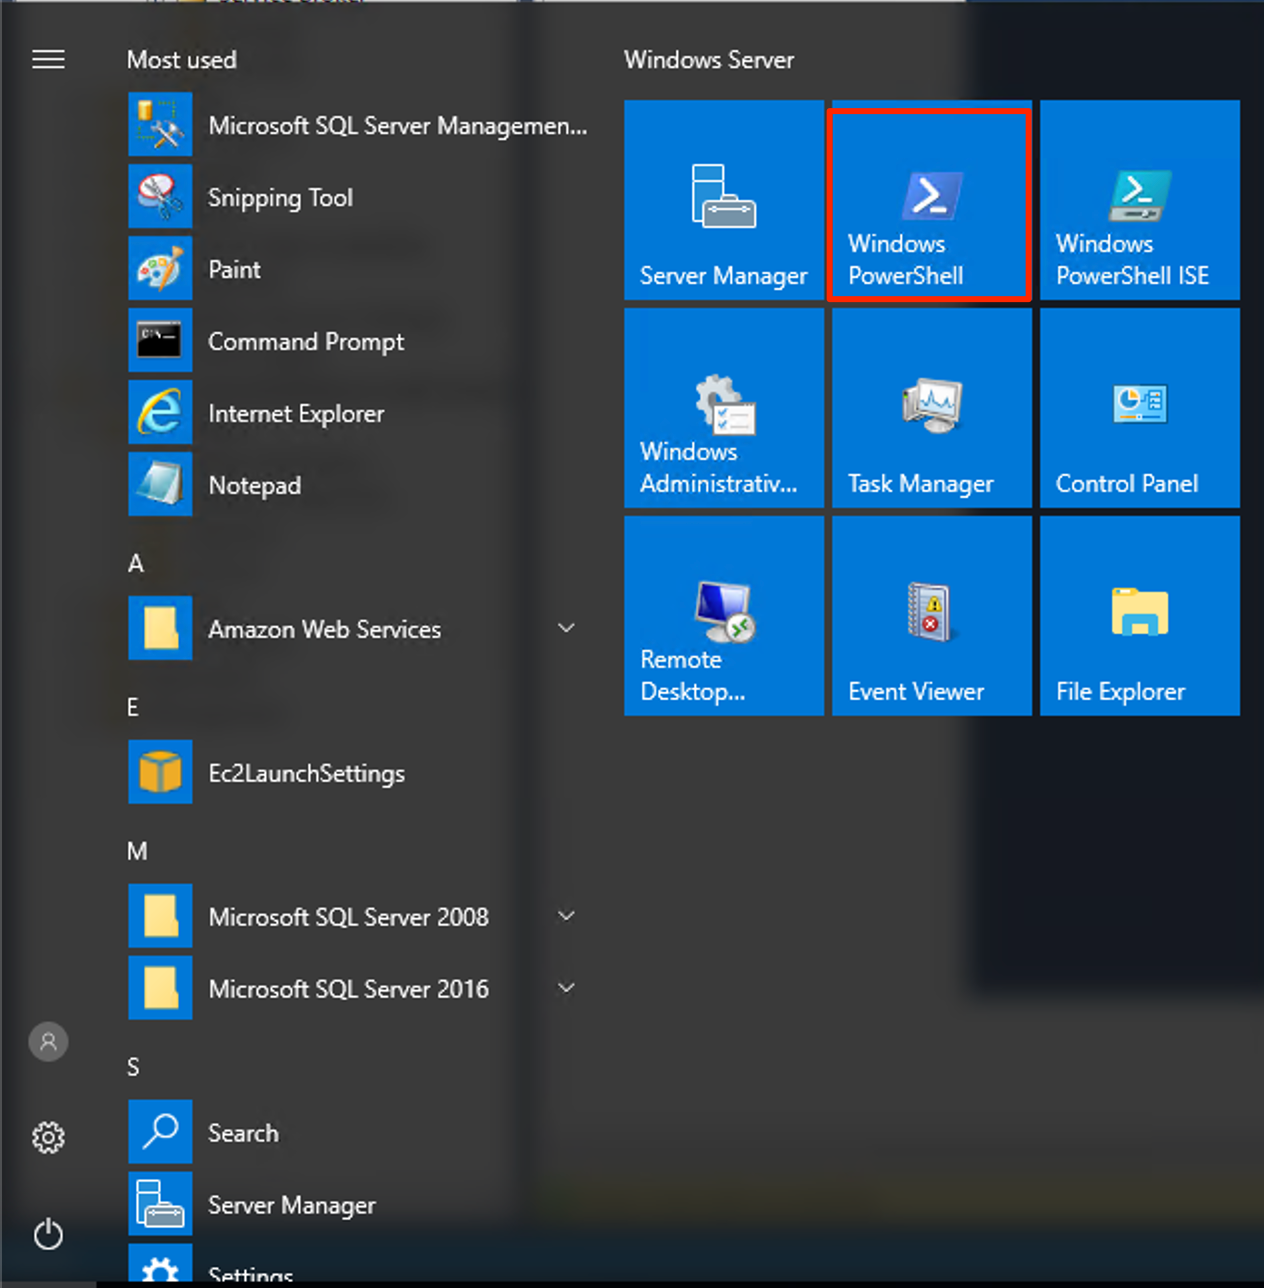 Most used
Microsoft SQL Server Managemen...
Snipping Tool
Paint
Command Prompt
Internet Explorer
Notepad
A
Amazon Web Services
E
Ec2LaunchSettings
M
Microsoft SQL Server 2008
Microsoft SQL Server 2016
S
Search
Server Manager
Settings
Windows Server
Server Manager
Windows
PowerShell
Windows
PowerShell ISE
Windows
Administrativ...
Task Manager
Control Panel
Remote
Desktop...
Event Viewer
File Explorer